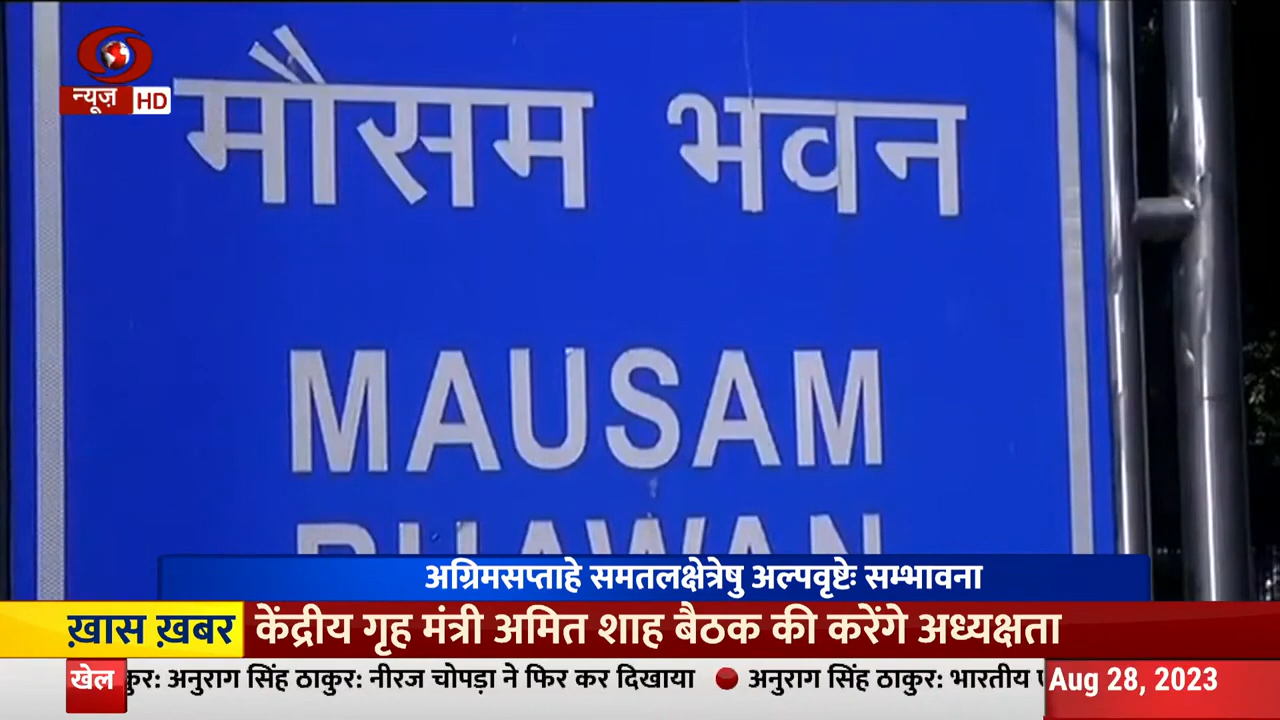 न्यूज़ HD
मौसम भवन
MAUSAM
BHAWAN
अग्रिमसप्ताहे समतलक्षेत्रेषु अल्पवृष्टेः सम्भावना
ख़ास ख़बर केंद्रीय गृह मंत्री अमित शाह बैठक की करेंगे अध्यक्षता
खेल अनुराग सिंह ठाकुर: नीरज चोपड़ा ने फिर कर दिखाया अनुराग सिंह ठाकुर: भारतीय Aug 28, 2023